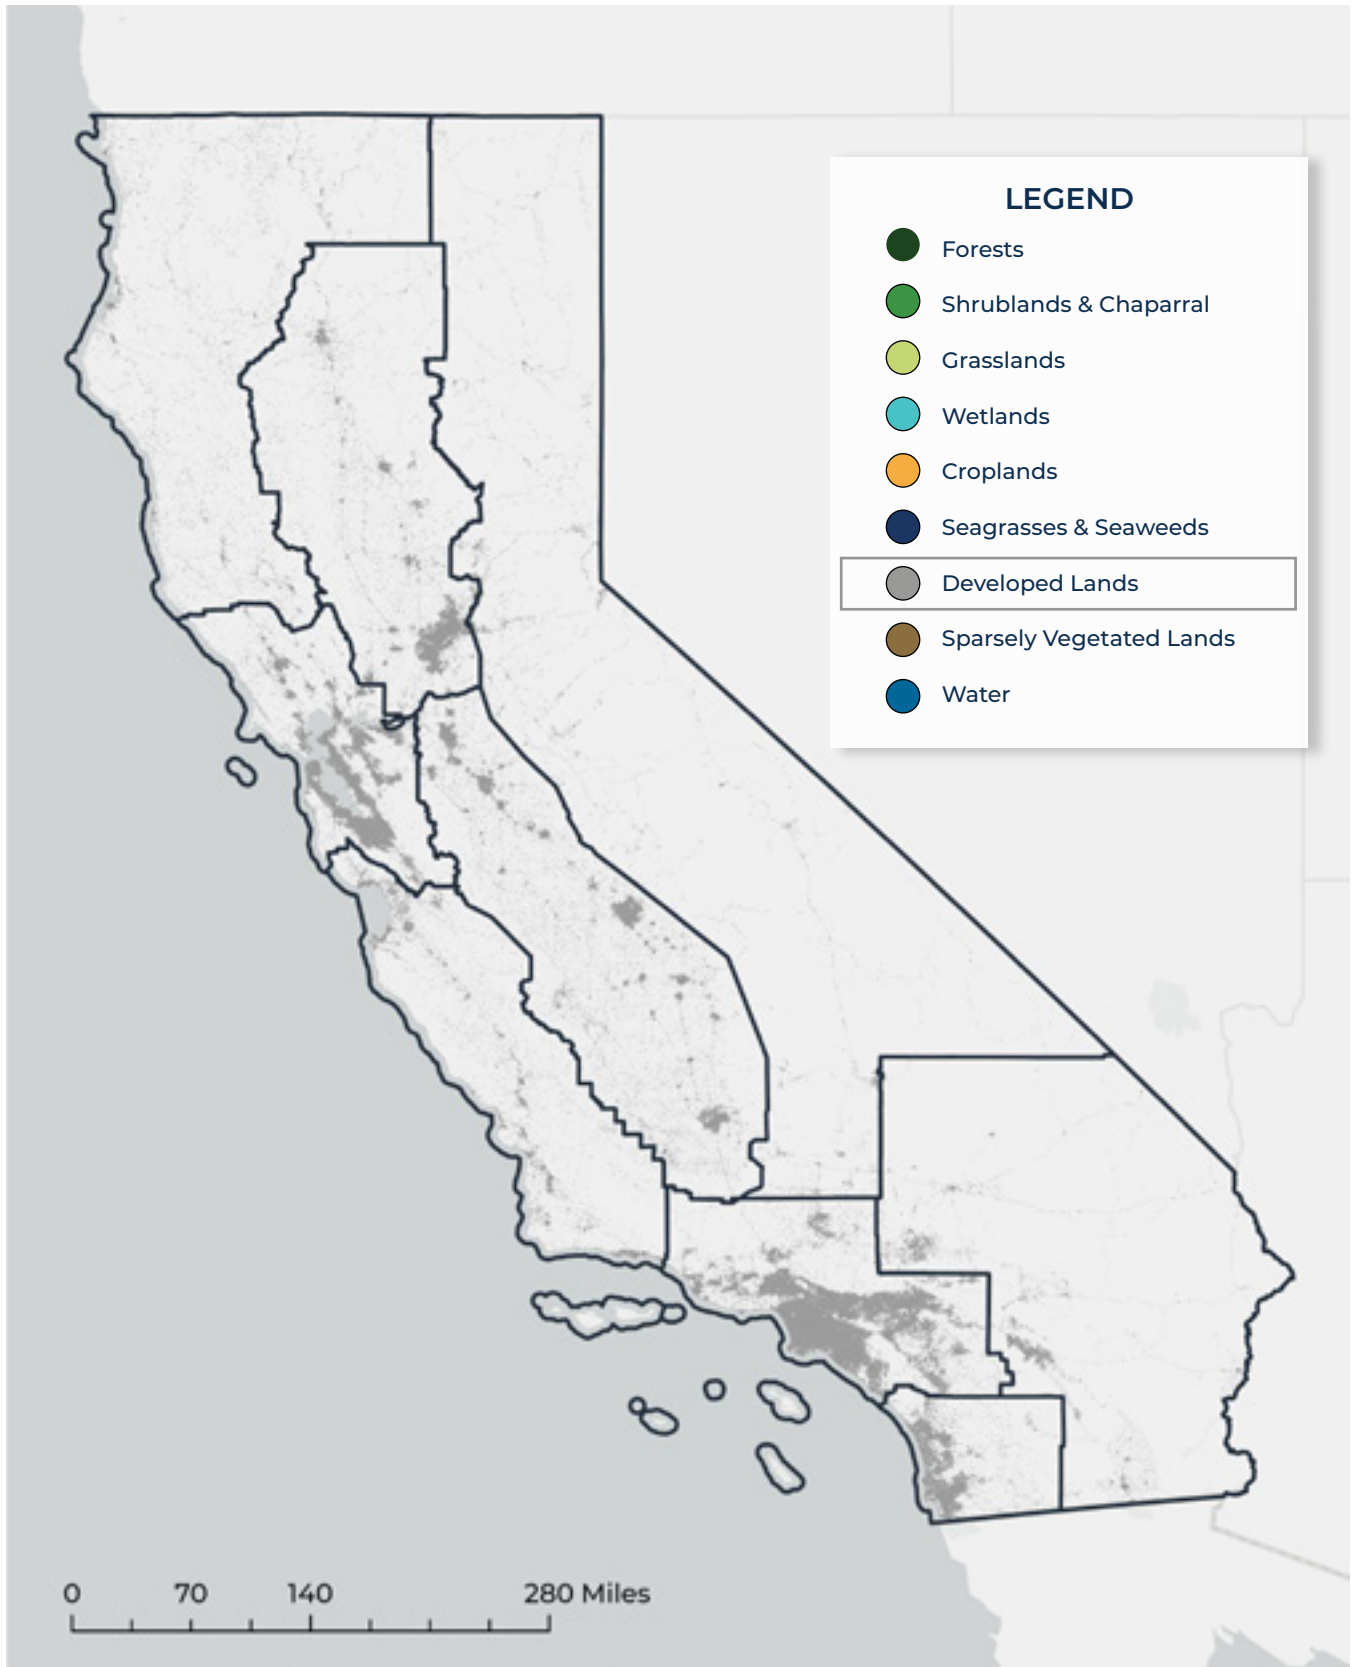 LEGEND
Forests
Shrublands & Chaparral
Grasslands
Wetlands
Croplands
Seagrasses & Seaweeds
Developed Lands
Sparsely Vegetated Lands
Water
0 70 140 280 Miles